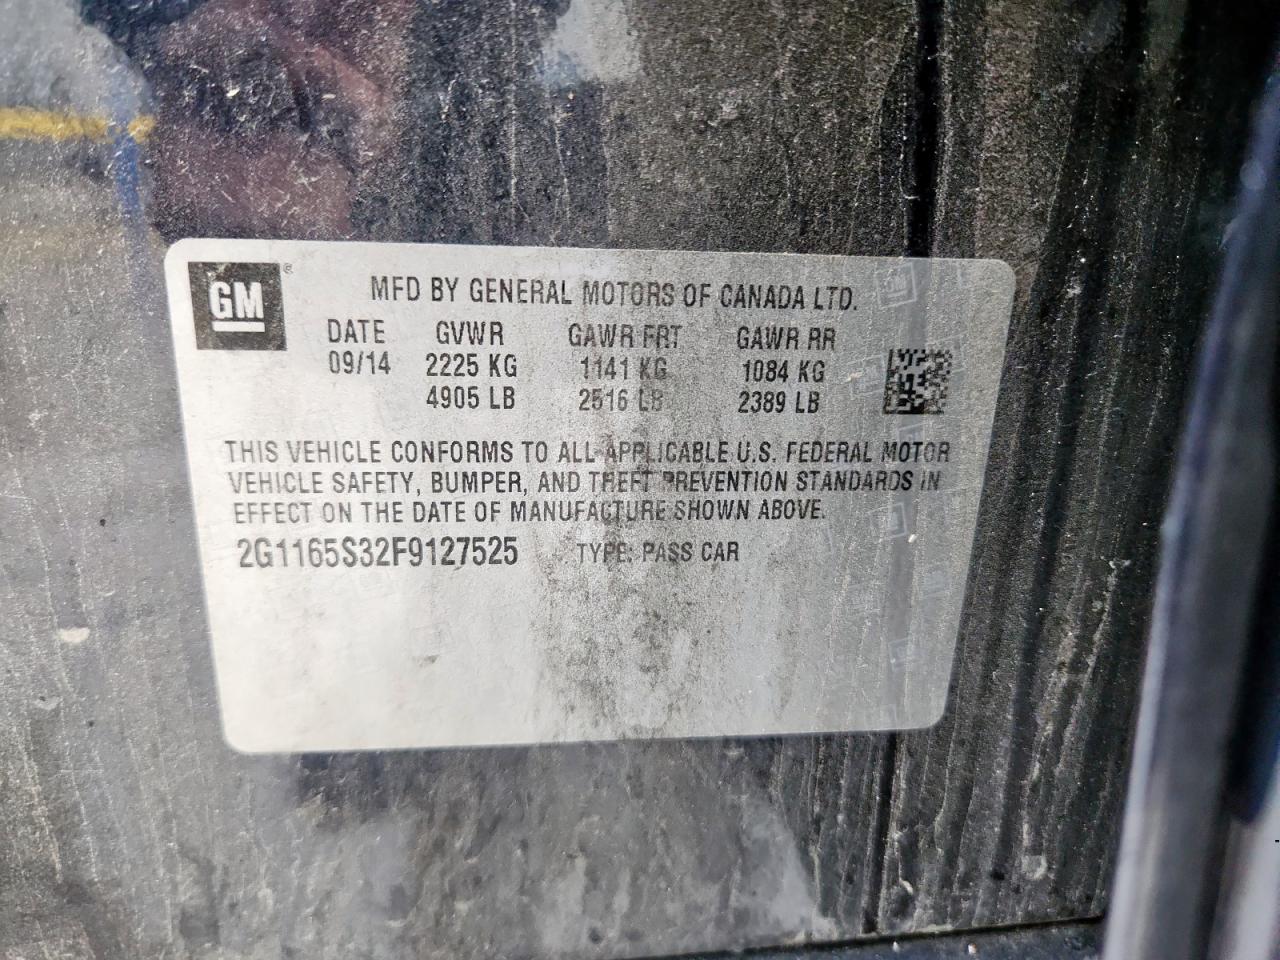 GM ®
MFD BY GENERAL MOTORS OF CANADA LTD.
DATE GVWR GAWR FRT GAWR RR
09/14 2225 KG 1141 KG 1084 KG
4905 LB 2516 LB 2389 LB
THIS VEHICLE CONFORMS TO ALL APPLICABLE U.S. FEDERAL MOTOR
VEHICLE SAFETY, BUMPER, AND THEFT PREVENTION STANDARDS IN
EFFECT ON THE DATE OF MANUFACTURE SHOWN ABOVE.
2G1165S32F9127525 TYPE: PASS CAR